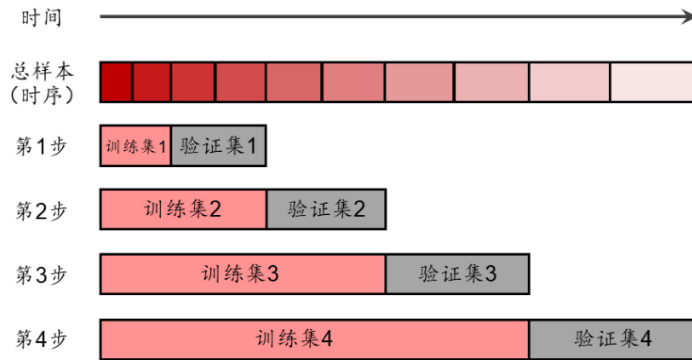 时间
总样本
（时序）
第1步
训练集1 验证集1
第2步
训练集2 验证集2
第3步
训练集3 验证集3
第4步
训练集4 验证集4